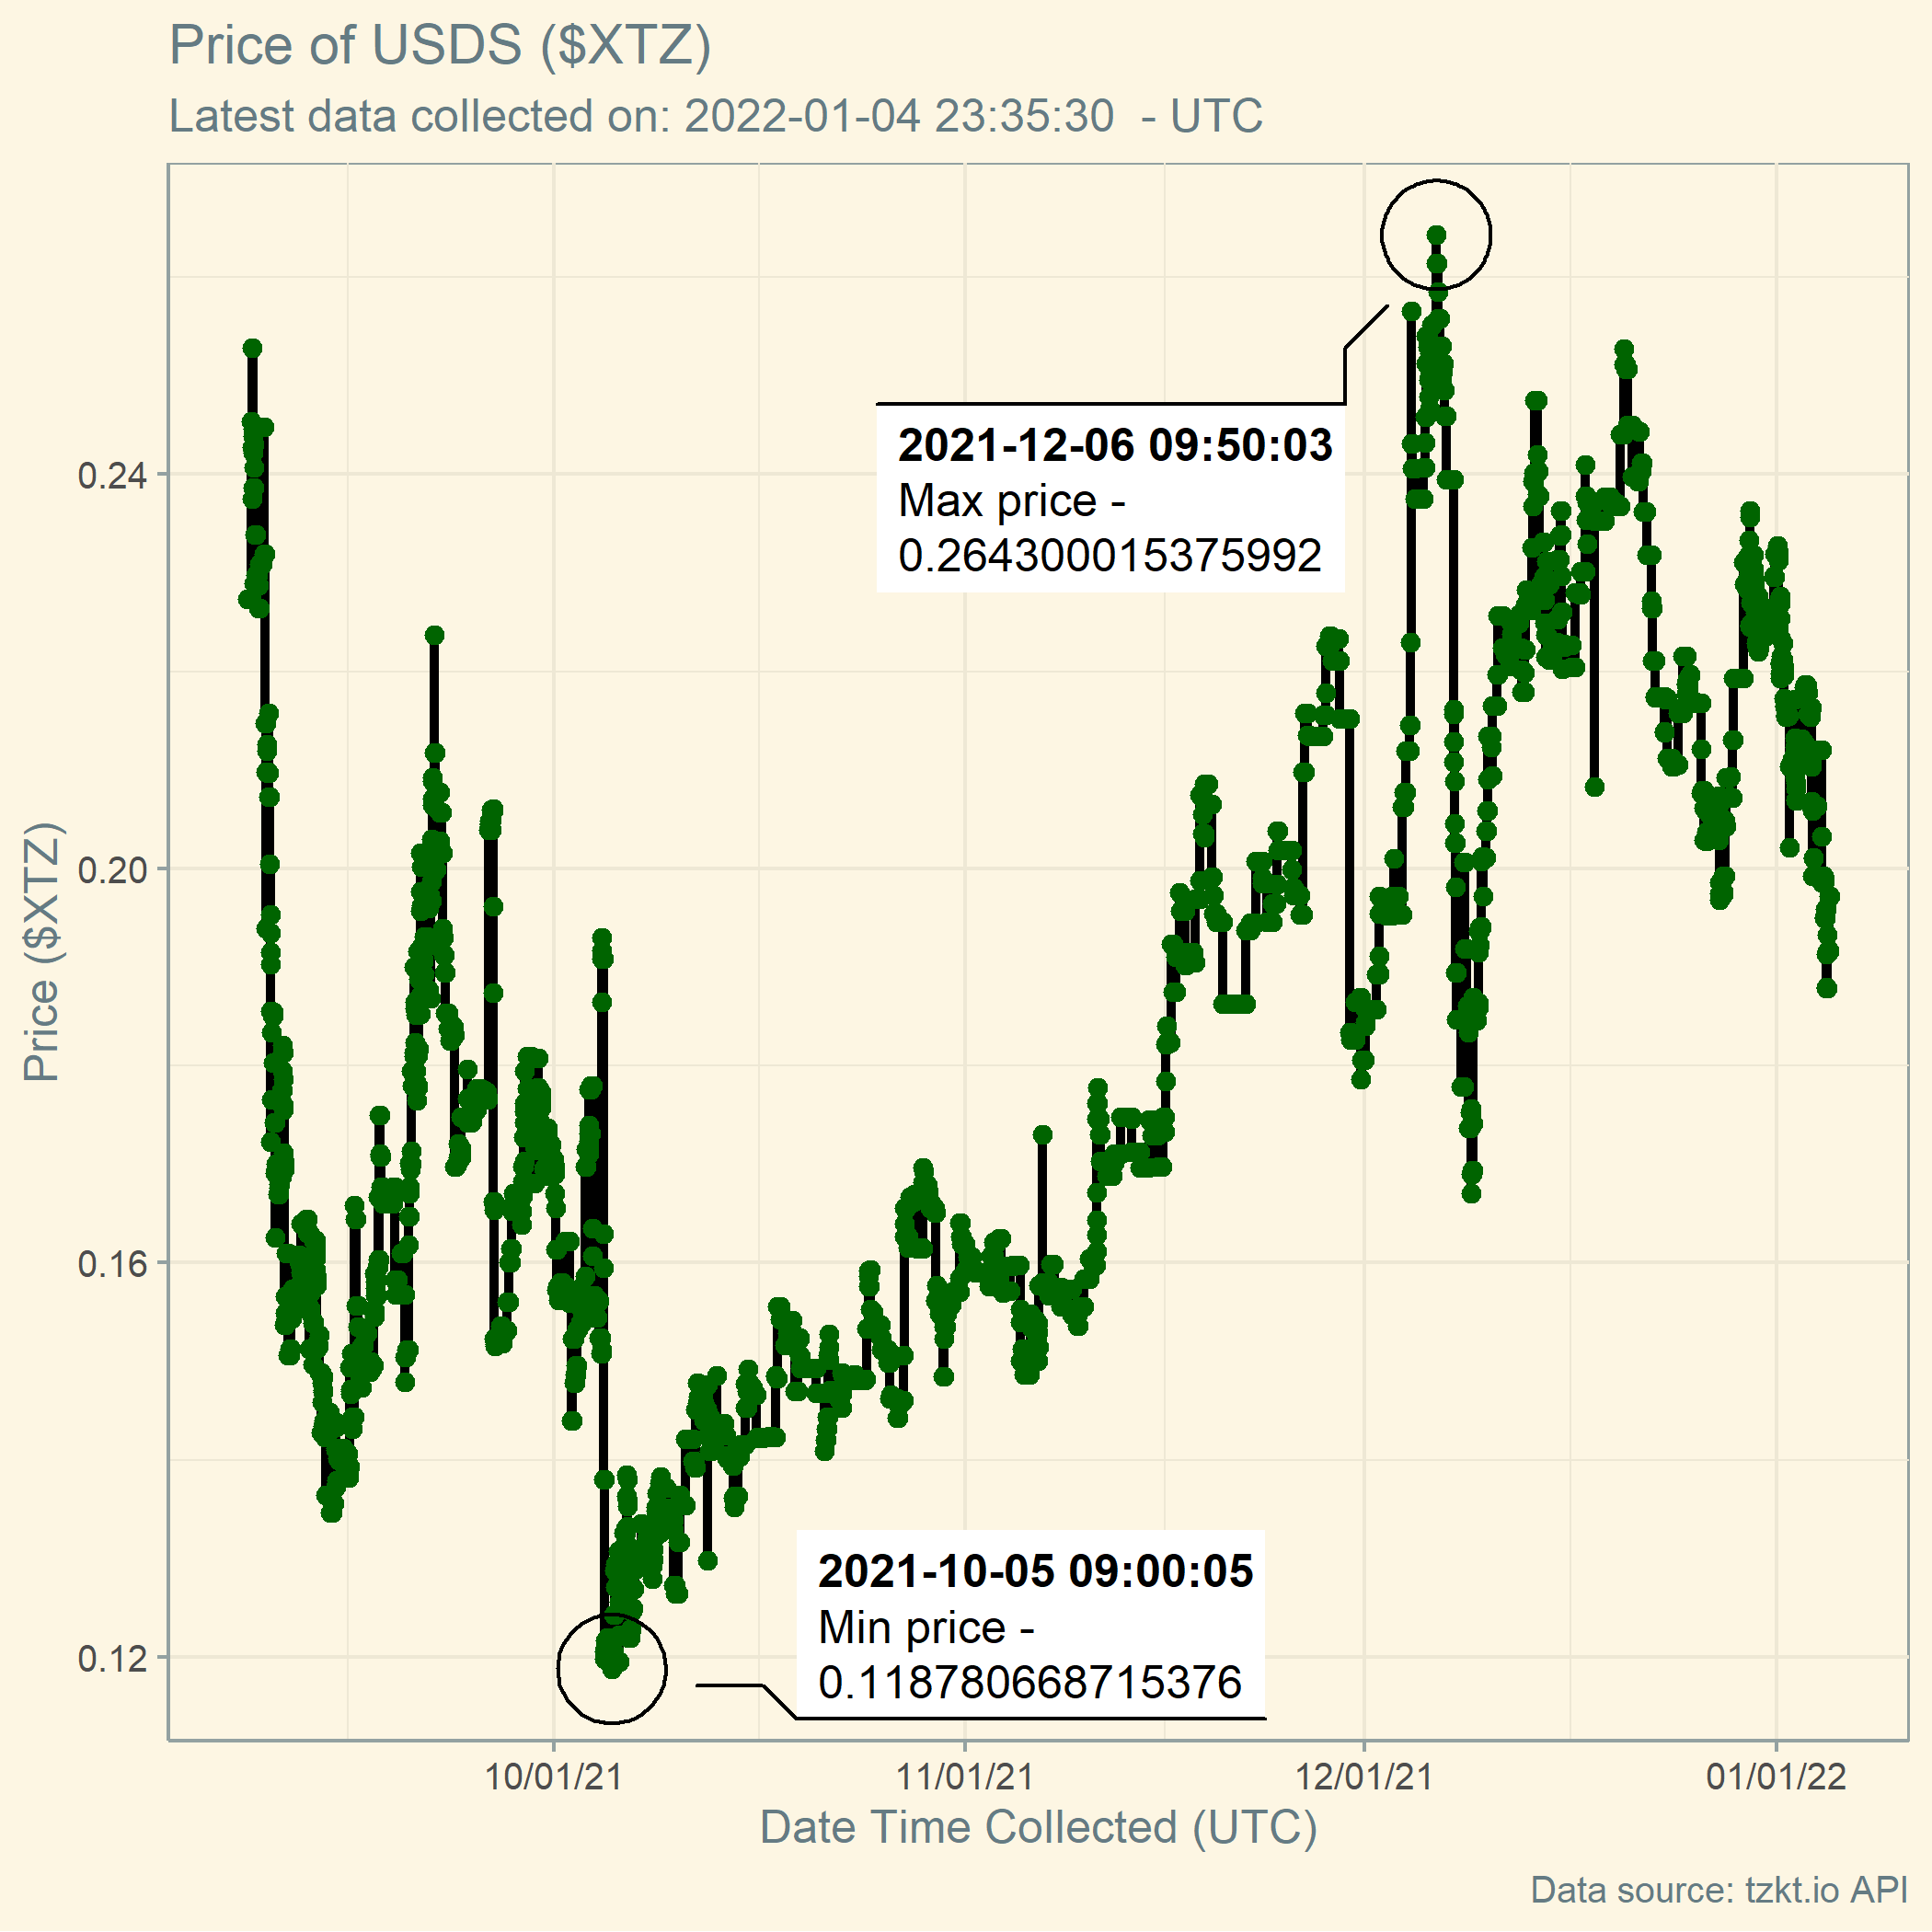 Price of USDS ($XTZ)
Latest data collected on: 2022-01-04 23:35:30  - UTC
2021-12-06 09:50:03
Max price -
0.264300015375992
2021-10-05 09:00:05
Min price -
0.118780668715376
Price ($XTZ)
0.24
0.20
0.16
0.12
10/01/21
11/01/21
12/01/21
01/01/22
Date Time Collected (UTC)
Data source: tzkt.io API